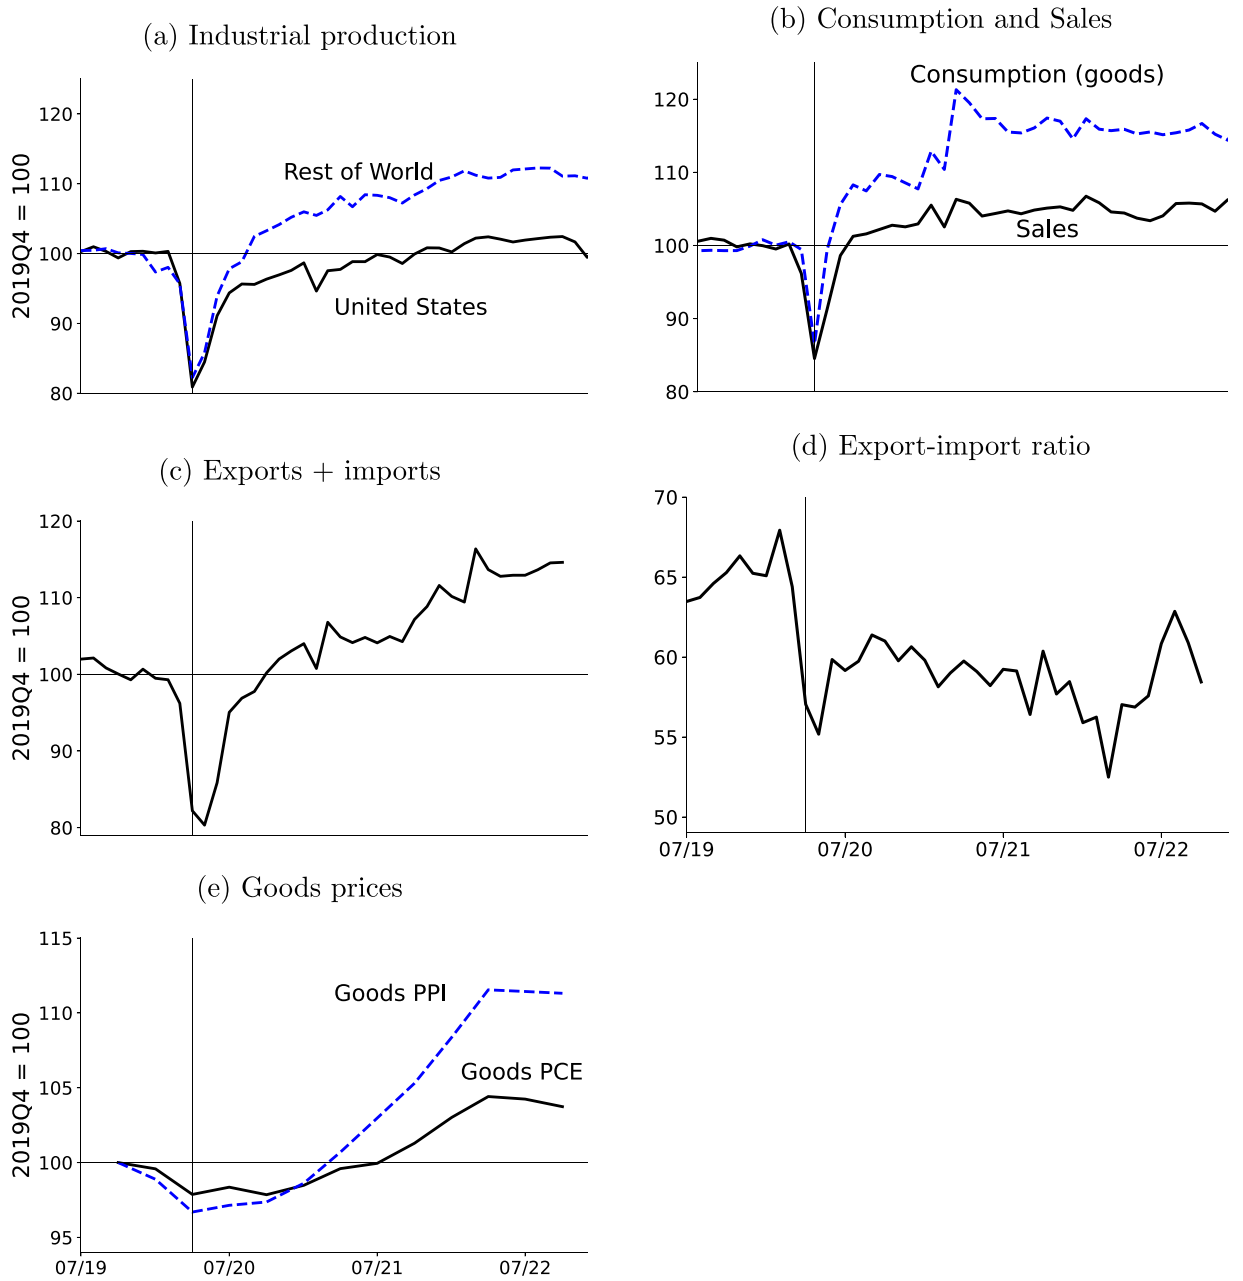 (a) Industrial production
2019Q4 = 100
120
110
100
90
80
Rest of World
United States
(b) Consumption and Sales
120
110
100
90
80
Consumption (goods)
Sales
(c) Exports + imports
2019Q4 = 100
120
110
100
90
80
(d) Export-import ratio
70
65
60
55
50
07/19 07/20 07/21 07/22
(e) Goods prices
2019Q4 = 100
115
110
105
100
95
Goods PPI
Goods PCE
07/19 07/20 07/21 07/22